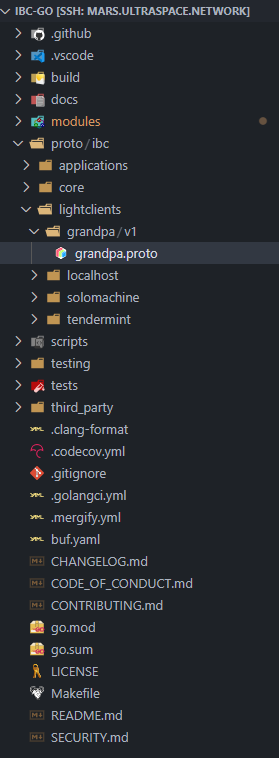 IBC-GO [SSH: MARS.ULTRASPACE.NETWORK]
.github
.vscode
build
docs
modules
proto / ibc
applications
core
lightclients
grandpa / v1
grandpa.proto
localhost
solomachine
tendermint
scripts
testing
tests
third_party
.clang-format
.codecov.yml
.gitignore
.golangci.yml
.mergify.yml
buf.yaml
CHANGELOG.md
CODE_OF_CONDUCT.md
CONTRIBUTING.md
go.mod
go.sum
LICENSE
Makefile
README.md
SECURITY.md